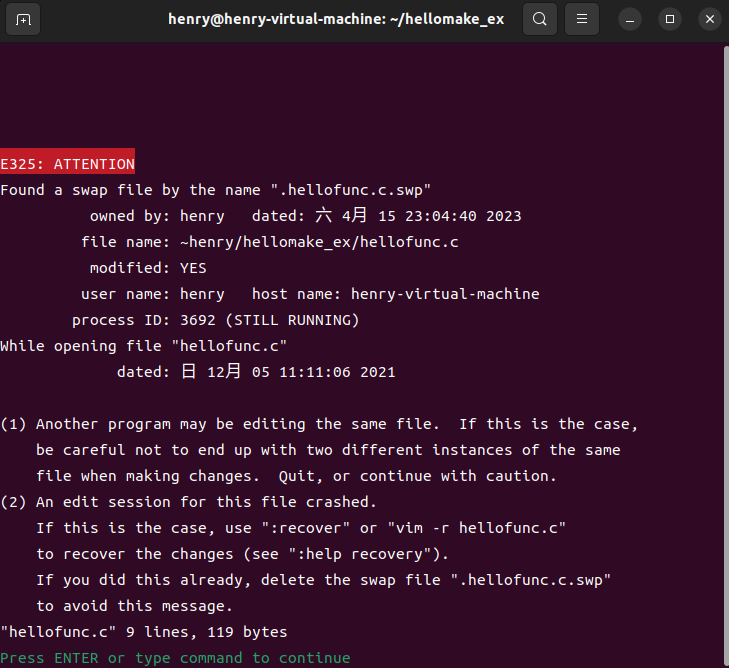 henry@henry-virtual-machine: ~/hellomake_ex
E325: ATTENTION
Found a swap file by the name ".hellofunc.c.swp"
          owned by: henry   dated: 六 4月 15 23:04:40 2023
         file name: ~henry/hellomake_ex/hellofunc.c
          modified: YES
         user name: henry   host name: henry-virtual-machine
        process ID: 3692 (STILL RUNNING)
While opening file "hellofunc.c"
             dated: 日 12月 05 11:11:06 2021
(1) Another program may be editing the same file.  If this is the case,
    be careful not to end up with two different instances of the same
    file when making changes.  Quit, or continue with caution.
(2) An edit session for this file crashed.
    If this is the case, use ":recover" or "vim -r hellofunc.c"
    to recover the changes (see ":help recovery").
    If you did this already, delete the swap file ".hellofunc.c.swp"
    to avoid this message.
"hellofunc.c" 9 lines, 119 bytes
Press ENTER or type command to continue